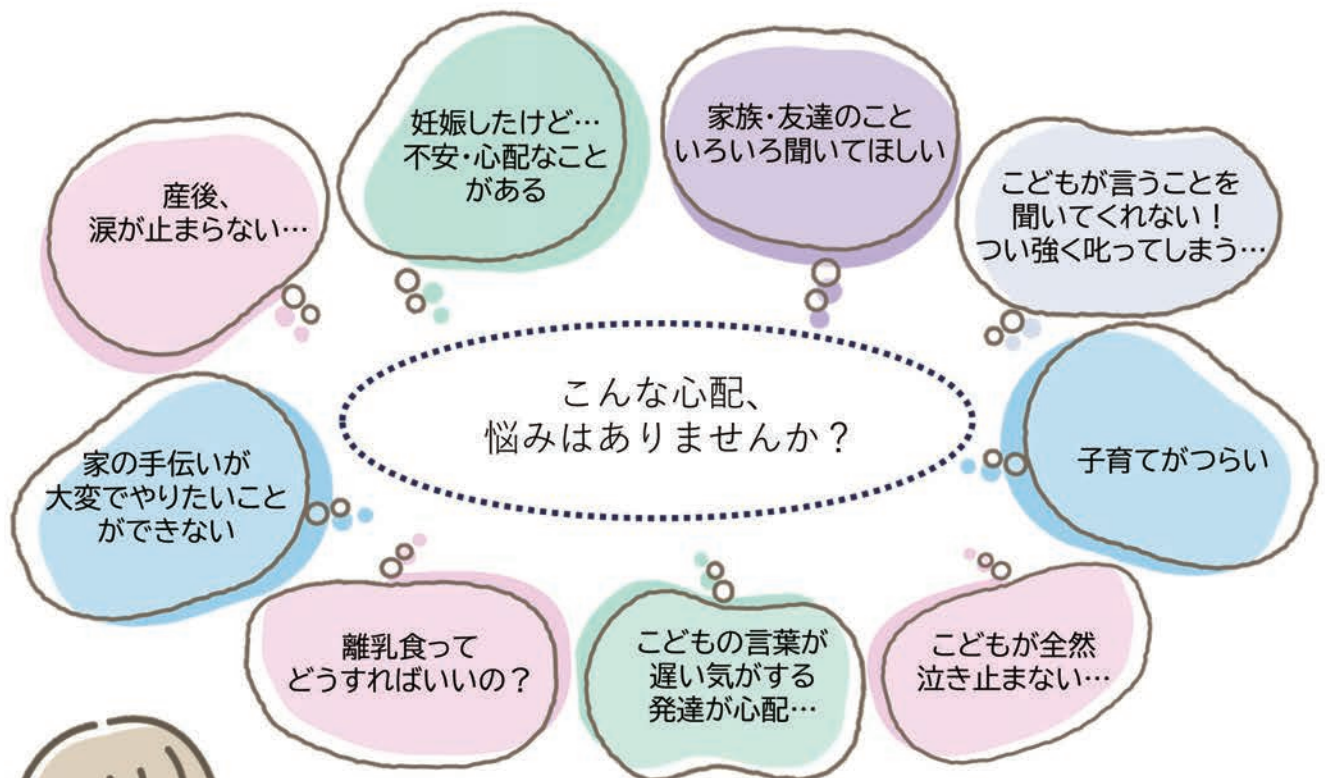 妊娠したけど…
不安・心配なこと
がある
家族・友達のこと
いろいろ聞いてほしい
産後、
涙が止まらない…
こどもが言うことを
聞いてくれない！
つい強く叱ってしまう…
こんな心配、
悩みはありませんか？
家の手伝いが
大変でやりたいこと
ができない
子育てがつらい
離乳食って
どうすればいいの？
こどもの言葉が
遅い気がする
発達が心配…
こどもが全然
泣き止まない…